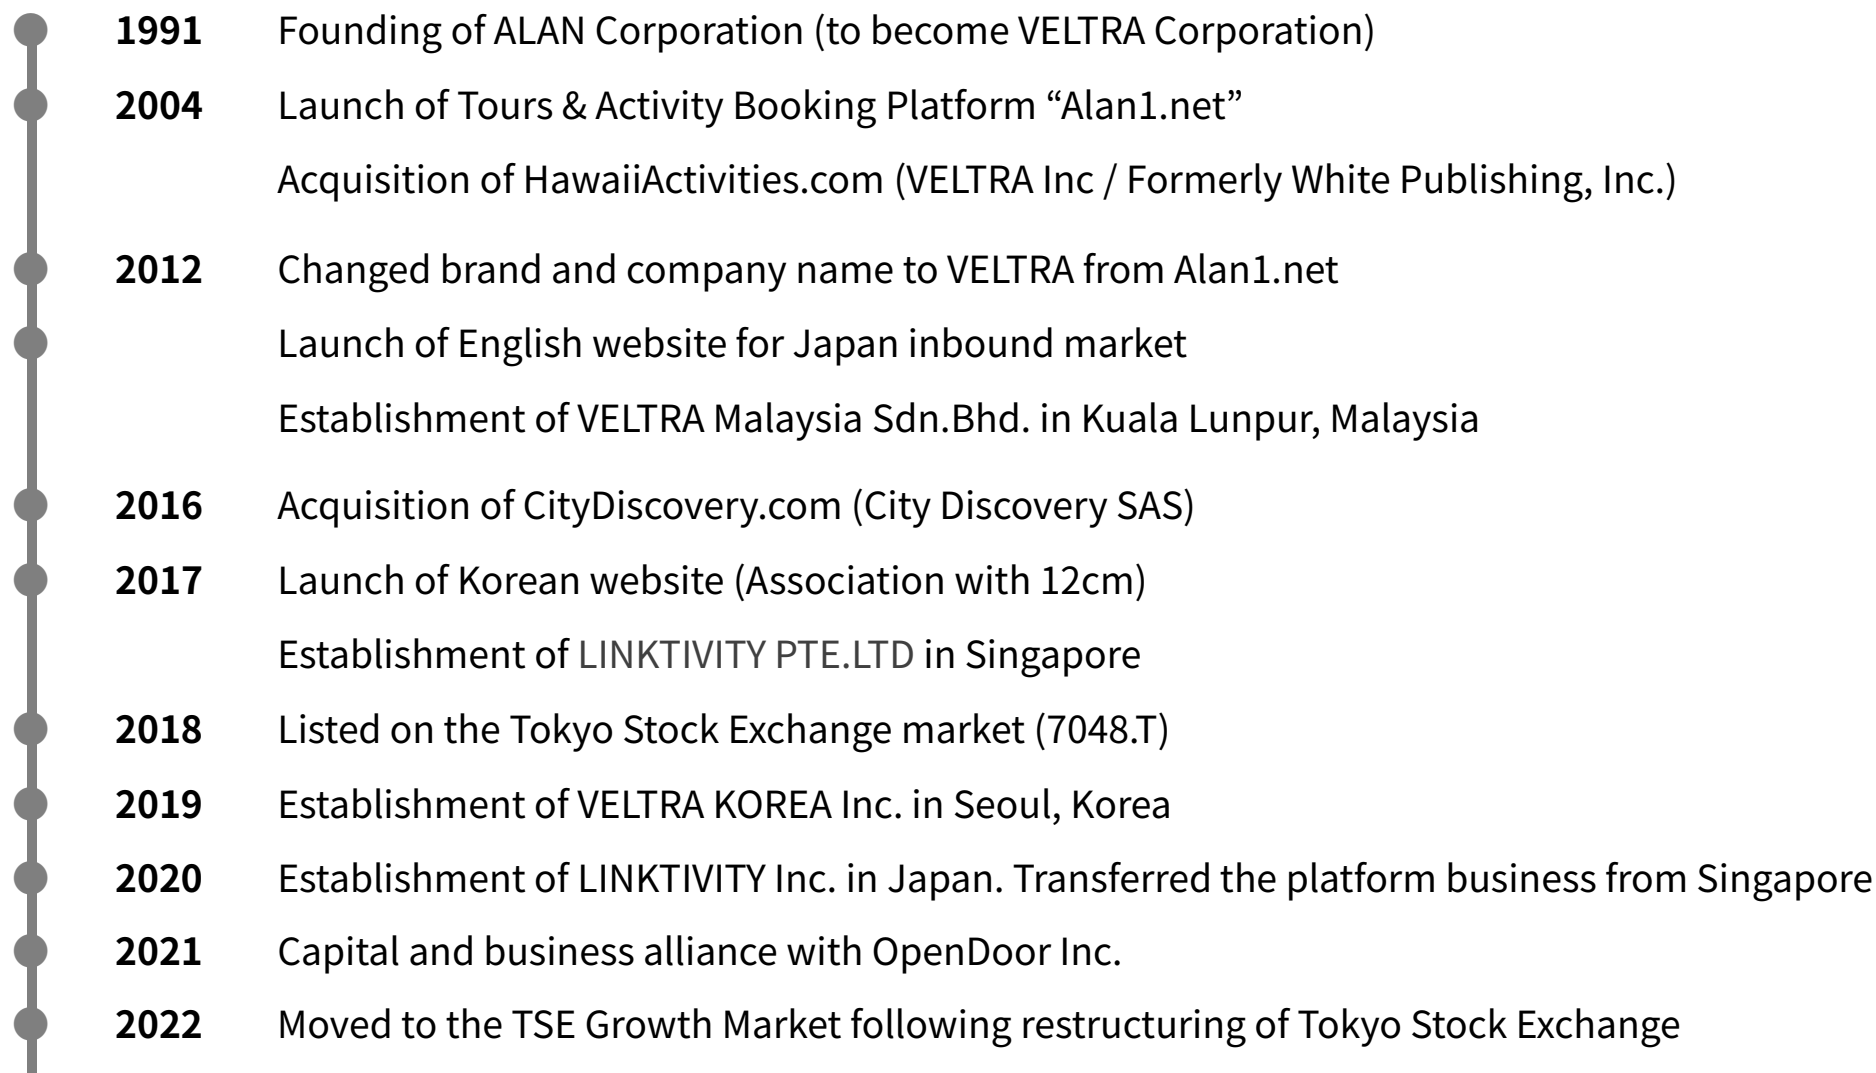 1991 Founding of ALAN Corporation (to become VELTRA Corporation)
2004 Launch of Tours & Activity Booking Platform “Alan1.net”
Acquisition of HawaiiActivities.com (VELTRA Inc / Formerly White Publishing, Inc.)
2012 Changed brand and company name to VELTRA from Alan1.net
Launch of English website for Japan inbound market
Establishment of VELTRA Malaysia Sdn.Bhd. in Kuala Lunpur, Malaysia
2016 Acquisition of CityDiscovery.com (City Discovery SAS)
2017 Launch of Korean website (Association with 12cm)
Establishment of LINKTIVITY PTE.LTD in Singapore
2018 Listed on the Tokyo Stock Exchange market (7048.T)
2019 Establishment of VELTRA KOREA Inc. in Seoul, Korea
2020 Establishment of LINKTIVITY Inc. in Japan. Transferred the platform business from Singapore
2021 Capital and business alliance with OpenDoor Inc.
2022 Moved to the TSE Growth Market following restructuring of Tokyo Stock Exchange